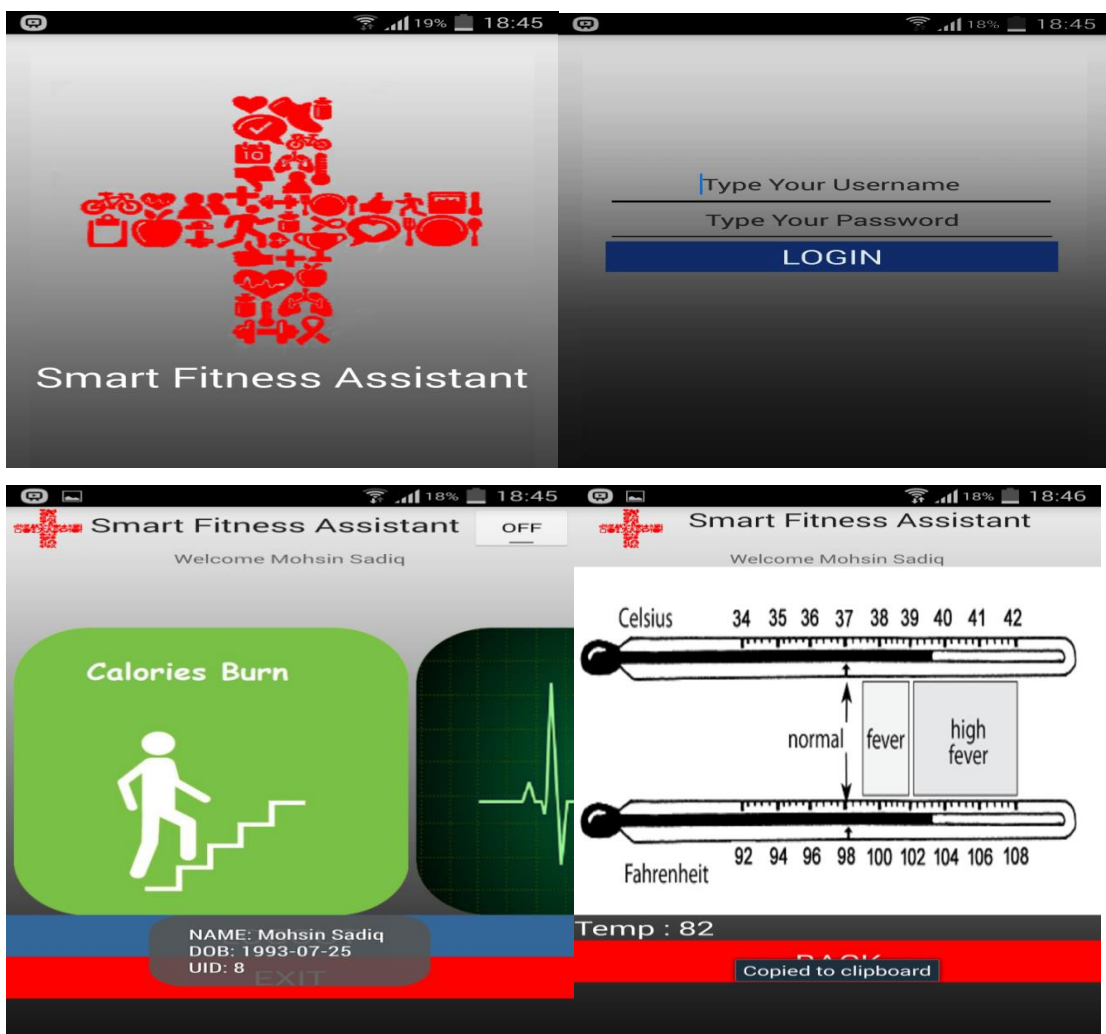 19% 18:45
Smart Fitness Assistant
18% 18:45
Type Your Username
Type Your Password
LOGIN
18% 18:45
Smart Fitness Assistant
OFF
Welcome Mohsin Sadiq
Calories Burn
NAME: Mohsin Sadiq
DOB: 1993-07-25
UID: 8
EXIT
18% 18:46
Smart Fitness Assistant
Welcome Mohsin Sadiq
Celsius 34 35 36 37 38 39 40 41 42
normal fever high
fever
92 94 96 98 100 102 104 106 108
Fahrenheit
Temp : 82
BACK
Copied to clipboard